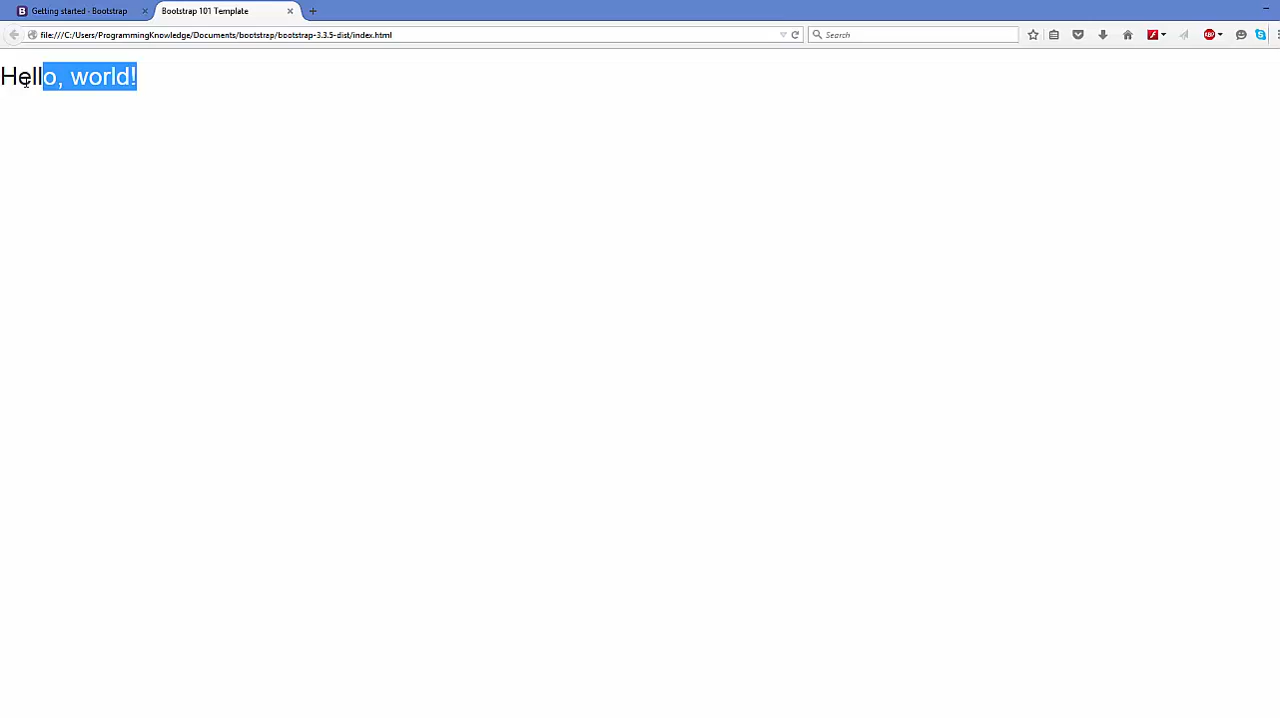 Getting started - Bootstrap
Bootstrap 101 Template
file:///C:/Users/ProgrammingKnowledge/Documents/bootstrap/bootstrap-3.3.5-dist/index.html
Search
Hello, world!